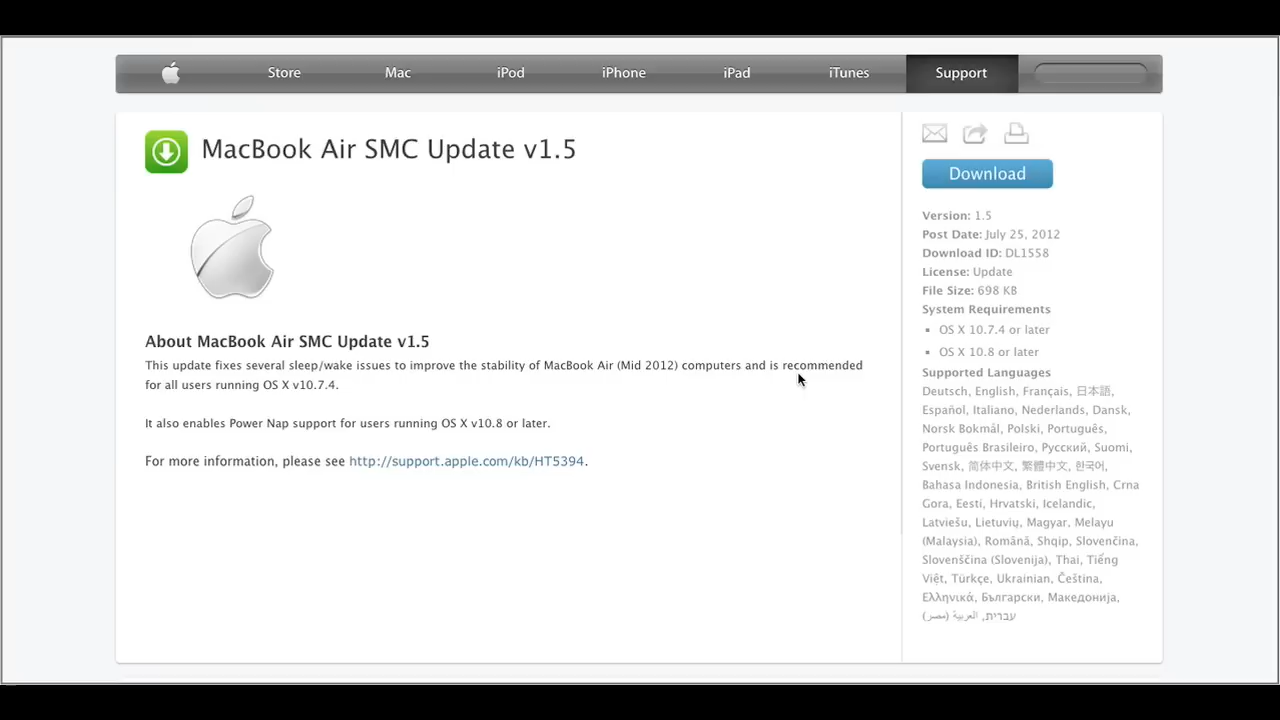 Store Mac iPod iPhone iPad iTunes Support
MacBook Air SMC Update v1.5
About MacBook Air SMC Update v1.5
This update fixes several sleep/wake issues to improve the stability of MacBook Air (Mid 2012) computers and is recommended
for all users running OS X v10.7.4.
It also enables Power Nap support for users running OS X v10.8 or later.
For more information, please see http://support.apple.com/kb/HT5394.
Download
Version: 1.5
Post Date: July 25, 2012
Download ID: DL1558
License: Update
File Size: 698 KB
System Requirements
▪ OS X 10.7.4 or later
▪ OS X 10.8 or later
Supported Languages
Deutsch, English, Français, 日本語,
Español, Italiano, Nederlands, Dansk,
Norsk Bokmål, Polski, Português,
Português Brasileiro, Русский, Suomi,
Svensk, 简体中文, 繁體中文, 한국어,
Bahasa Indonesia, British English, Crna
Gora, Eesti, Hrvatski, Icelandic,
Latviešu, Lietuvių, Magyar, Melayu
(Malaysia), Română, Shqip, Slovenčina,
Slovenščina (Slovenija), Thai, Tiếng
Việt, Türkçe, Ukrainian, Čeština,
Ελληνικά, Български, Македонија,
עברית, العربية (مصر)